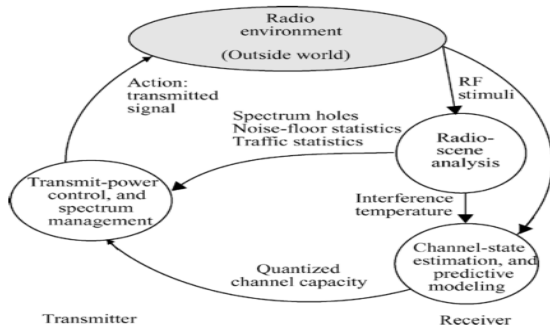 Radio
environment
(Outside world)
Action:
transmitted
signal
RF
stimuli
Spectrum holes
Noise-floor statistics
Traffic statistics
Radio-
scene
analysis
Transmit-power
control, and
spectrum
management
Interference
temperature
Channel-state
estimation, and
predictive
modeling
Quantized
channel capacity
Transmitter
Receiver